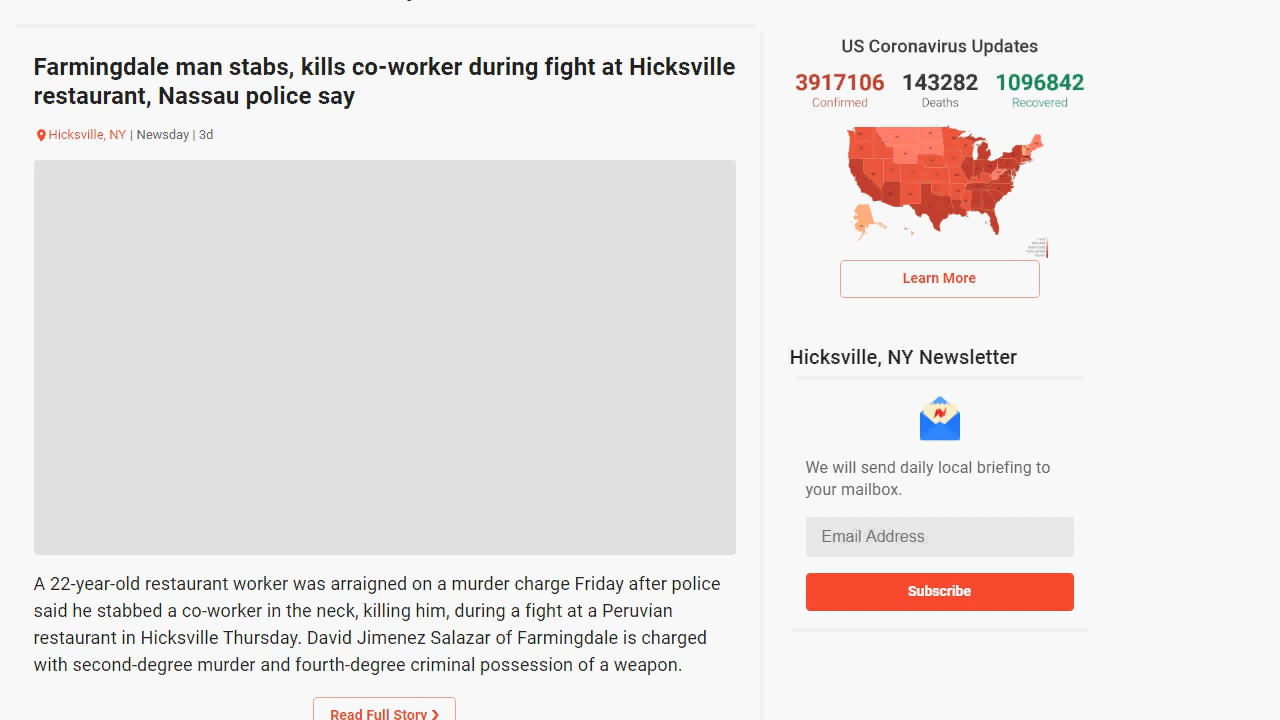 Farmingdale man stabs, kills co-worker during fight at Hicksville
restaurant, Nassau police say
Hicksville, NY | Newsday | 3d
A 22-year-old restaurant worker was arraigned on a murder charge Friday after police
said he stabbed a co-worker in the neck, killing him, during a fight at a Peruvian
restaurant in Hicksville Thursday. David Jimenez Salazar of Farmingdale is charged
with second-degree murder and fourth-degree criminal possession of a weapon.
Read Full Story ❯
US Coronavirus Updates
3917106 143282 1096842
Confirmed Deaths Recovered
Learn More
Hicksville, NY Newsletter
We will send daily local briefing to
your mailbox.
Email Address
Subscribe